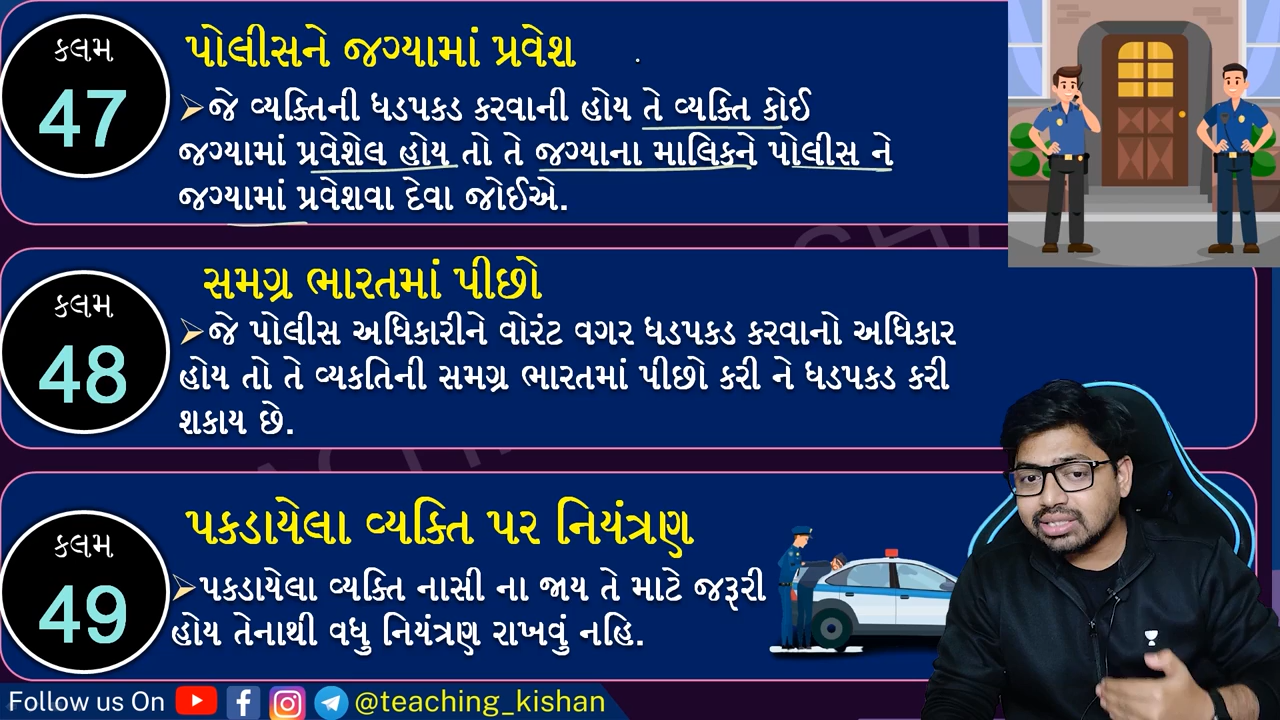 કલમ
47
પોલીસને જગ્યામાં પ્રવેશ
➢જે વ્યક્તિની ધડપકડ કરવાની હોય તે વ્યક્તિ કોઈ
જગ્યામાં પ્રવેશેલ હોય તો તે જગ્યાના માલિકને પોલીસ ને
જગ્યામાં પ્રવેશવા દેવા જોઈએ.
કલમ
48
સમગ્ર ભારતમાં પીછો
➢જે પોલીસ અધિકારીને વોરંટ વગર ધડપકડ કરવાનો અધિકાર
હોય તો તે વ્યકતિની સમગ્ર ભારતમાં પીછો કરી ને ધડપકડ કરી
શકાય છે.
કલમ
49
પકડાયેલા વ્યક્તિ પર નિયંત્રણ
➢પકડાયેલા વ્યક્તિ નાસી ના જાય તે માટે જરૂરી
હોય તેનાથી વધુ નિયંત્રણ રાખવું નહિ.
Follow us On @teaching_kishan